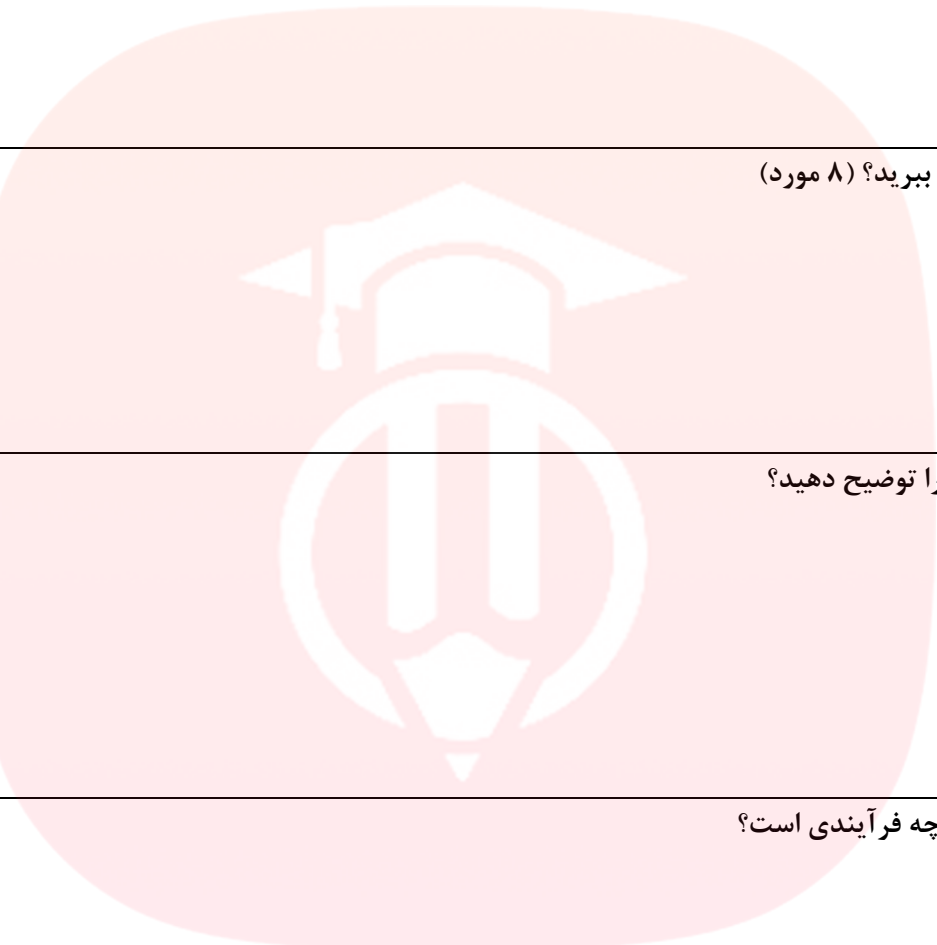 ببرید؟ (۸ مورد)
را توضیح دهید؟
چه فرآیندی است؟